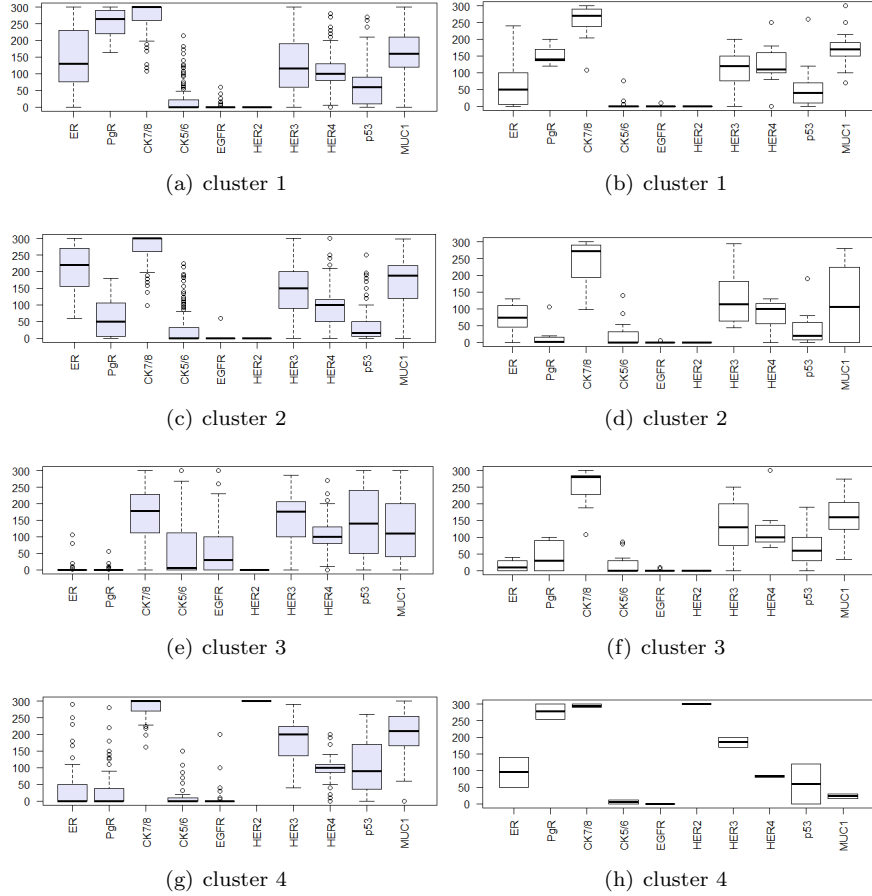 300
250
200
150
100
50
0
ER
PgR
CK7/8
CK5/6
EGFR
HER2
HER3
HER4
p53
MUC1
(a) cluster 1
300
250
200
150
100
50
0
ER
PgR
CK7/8
CK5/6
EGFR
HER2
HER3
HER4
p53
MUC1
(b) cluster 1
300
250
200
150
100
50
0
ER
PgR
CK7/8
CK5/6
EGFR
HER2
HER3
HER4
p53
MUC1
(c) cluster 2
300
250
200
150
100
50
0
ER
PgR
CK7/8
CK5/6
EGFR
HER2
HER3
HER4
p53
MUC1
(d) cluster 2
300
250
200
150
100
50
0
ER
PgR
CK7/8
CK5/6
EGFR
HER2
HER3
HER4
p53
MUC1
(e) cluster 3
300
250
200
150
100
50
0
ER
PgR
CK7/8
CK5/6
EGFR
HER2
HER3
HER4
p53
MUC1
(f) cluster 3
300
250
200
150
100
50
0
ER
PgR
CK7/8
CK5/6
EGFR
HER2
HER3
HER4
p53
MUC1
(g) cluster 4
300
250
200
150
100
50
0
ER
PgR
CK7/8
CK5/6
EGFR
HER2
HER3
HER4
p53
MUC1
(h) cluster 4